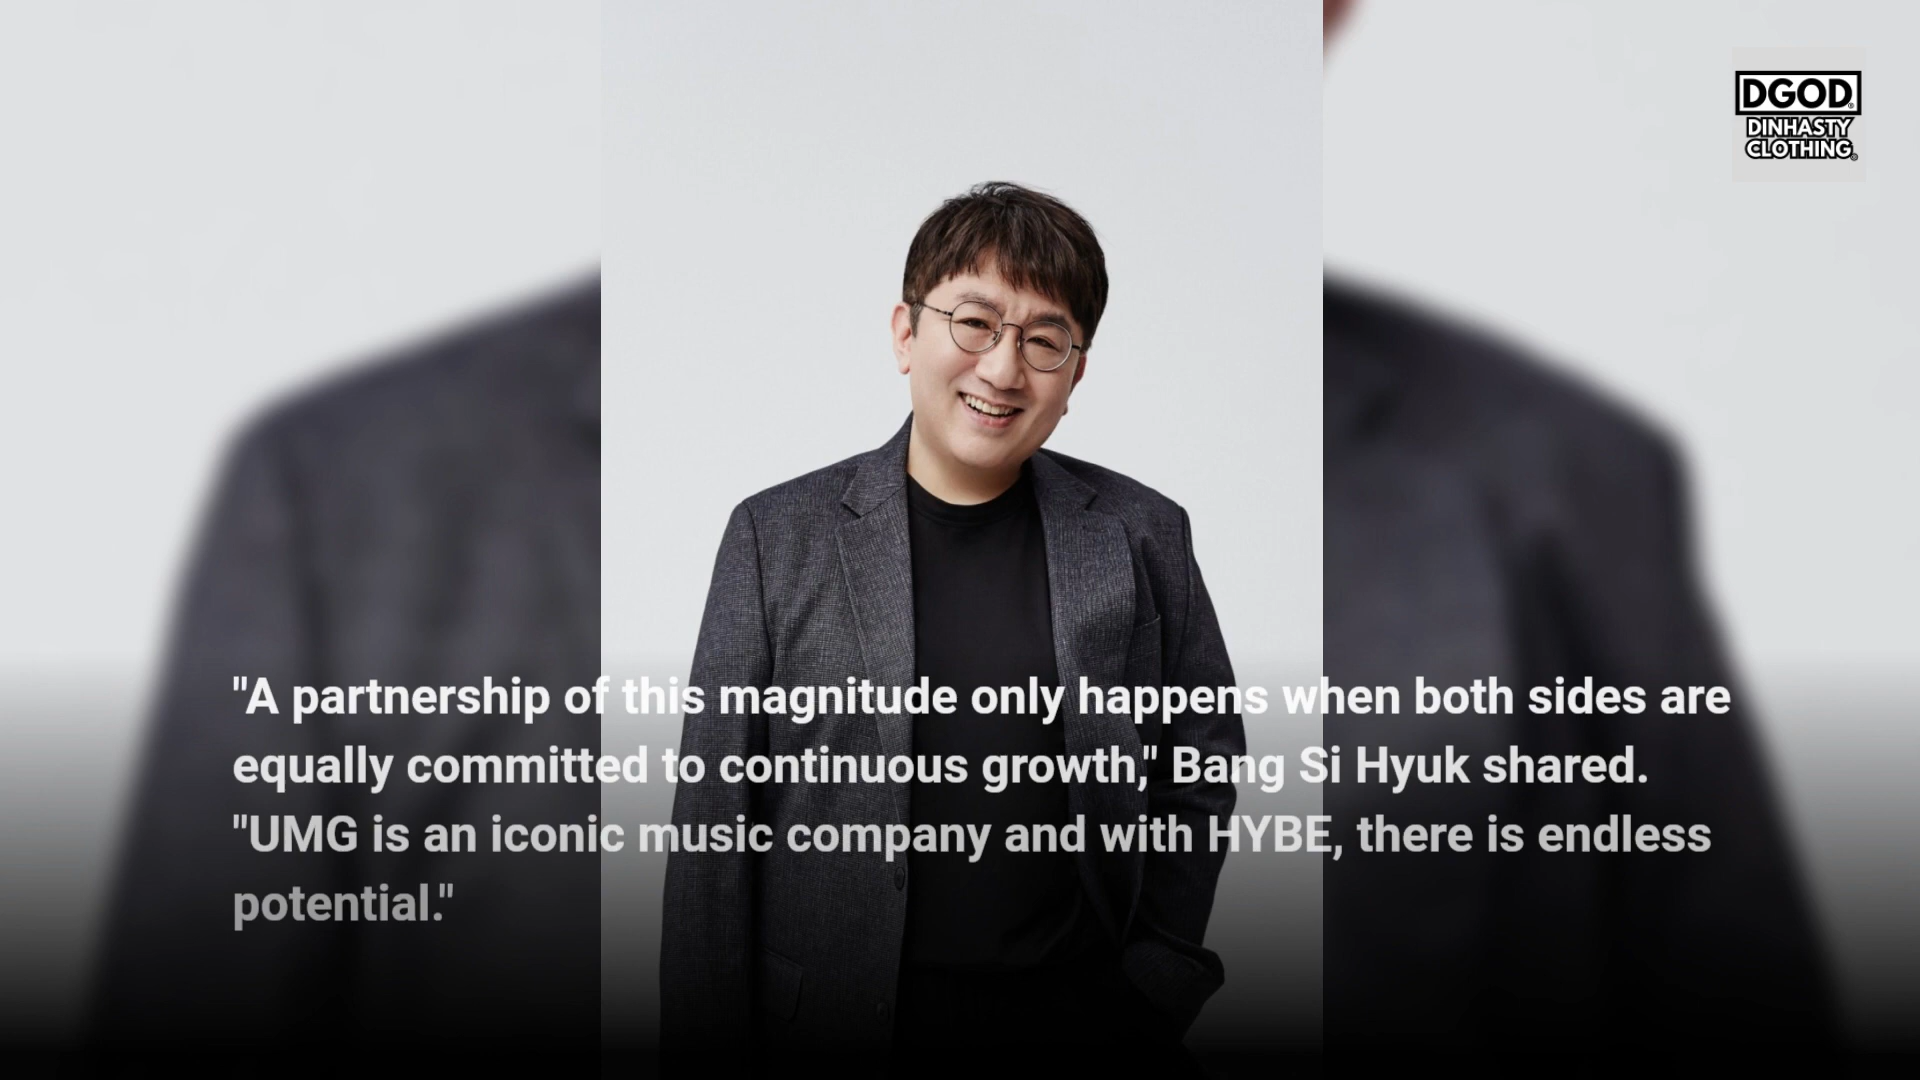 DGOD
DINHASTY
CLOTHING
"A partnership of this magnitude only happens when both sides are
equally committed to continuous growth," Bang Si Hyuk shared.
"UMG is an iconic music company and with HYBE, there is endless
potential."